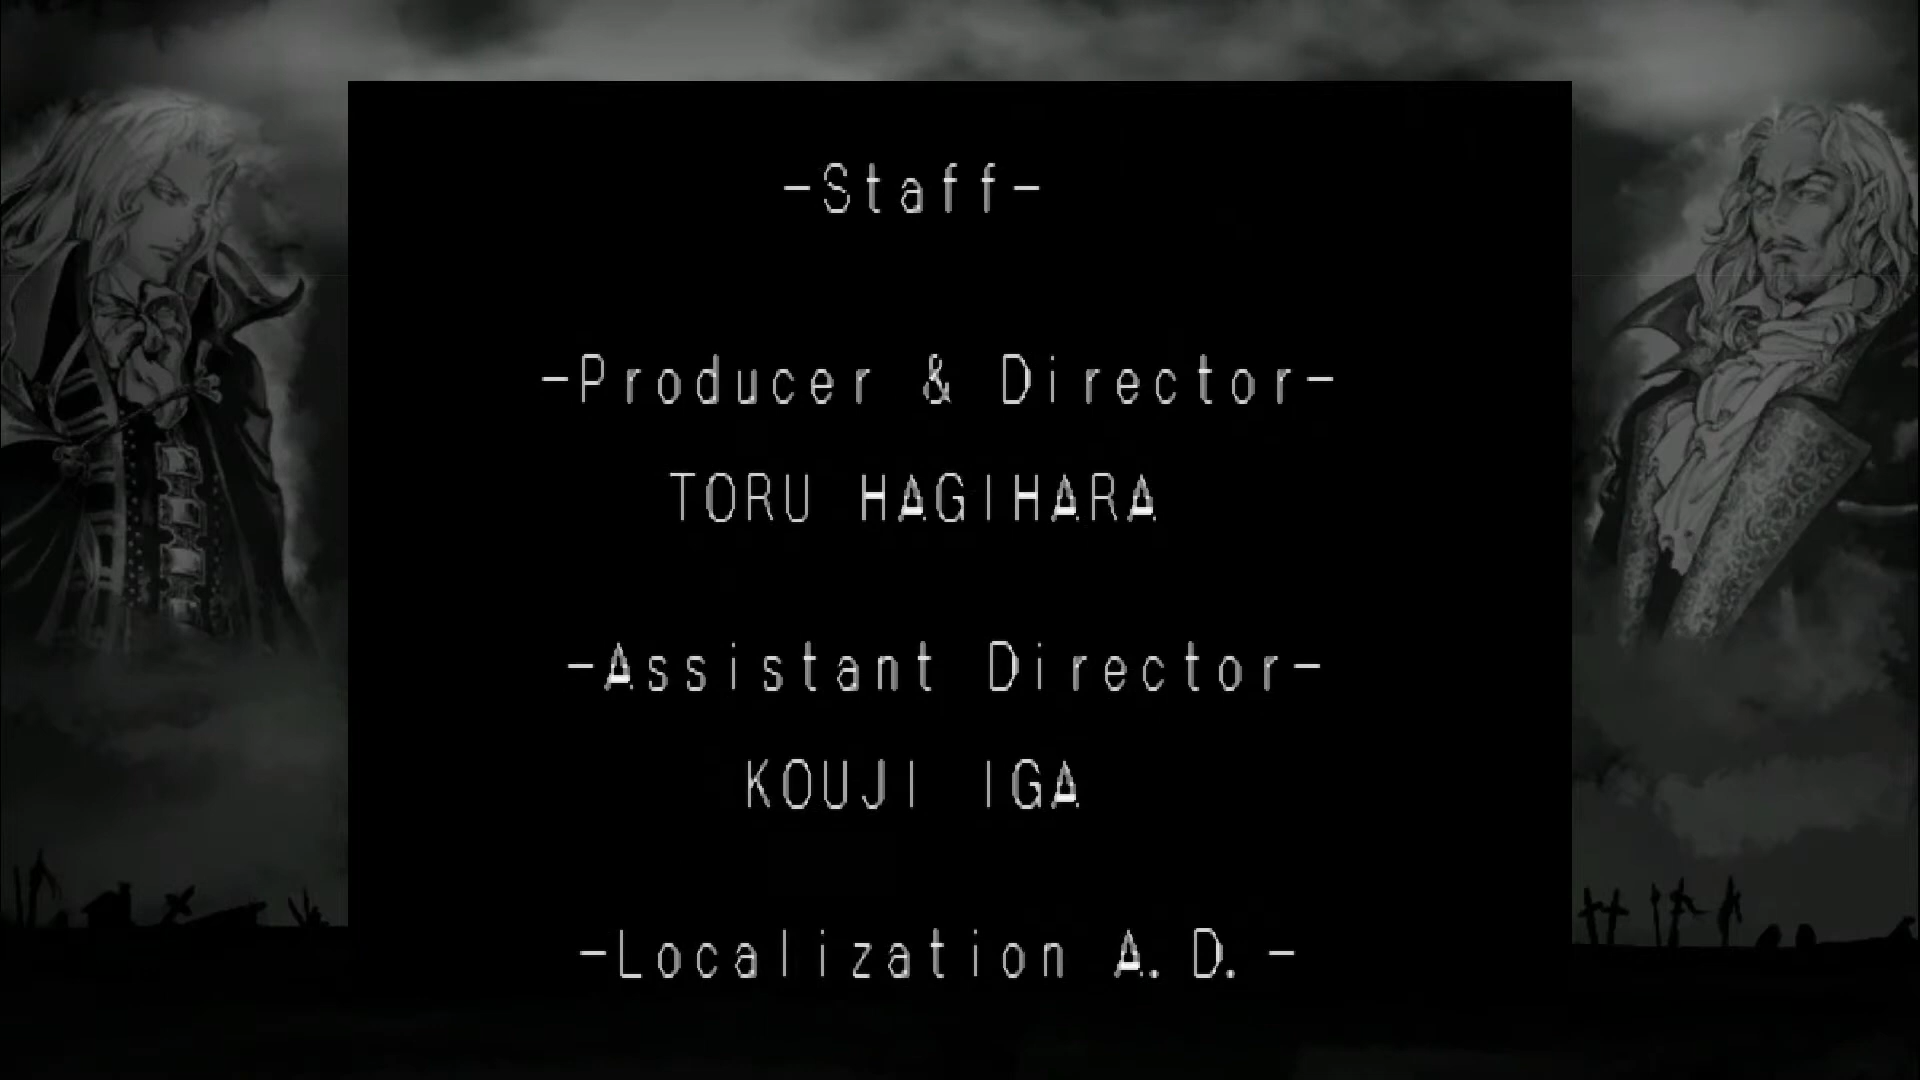 -Staff-
-Producer & Director-
TORU HAGIHARA
-Assistant Director-
KOUJI IGA
-Localization A.D.-